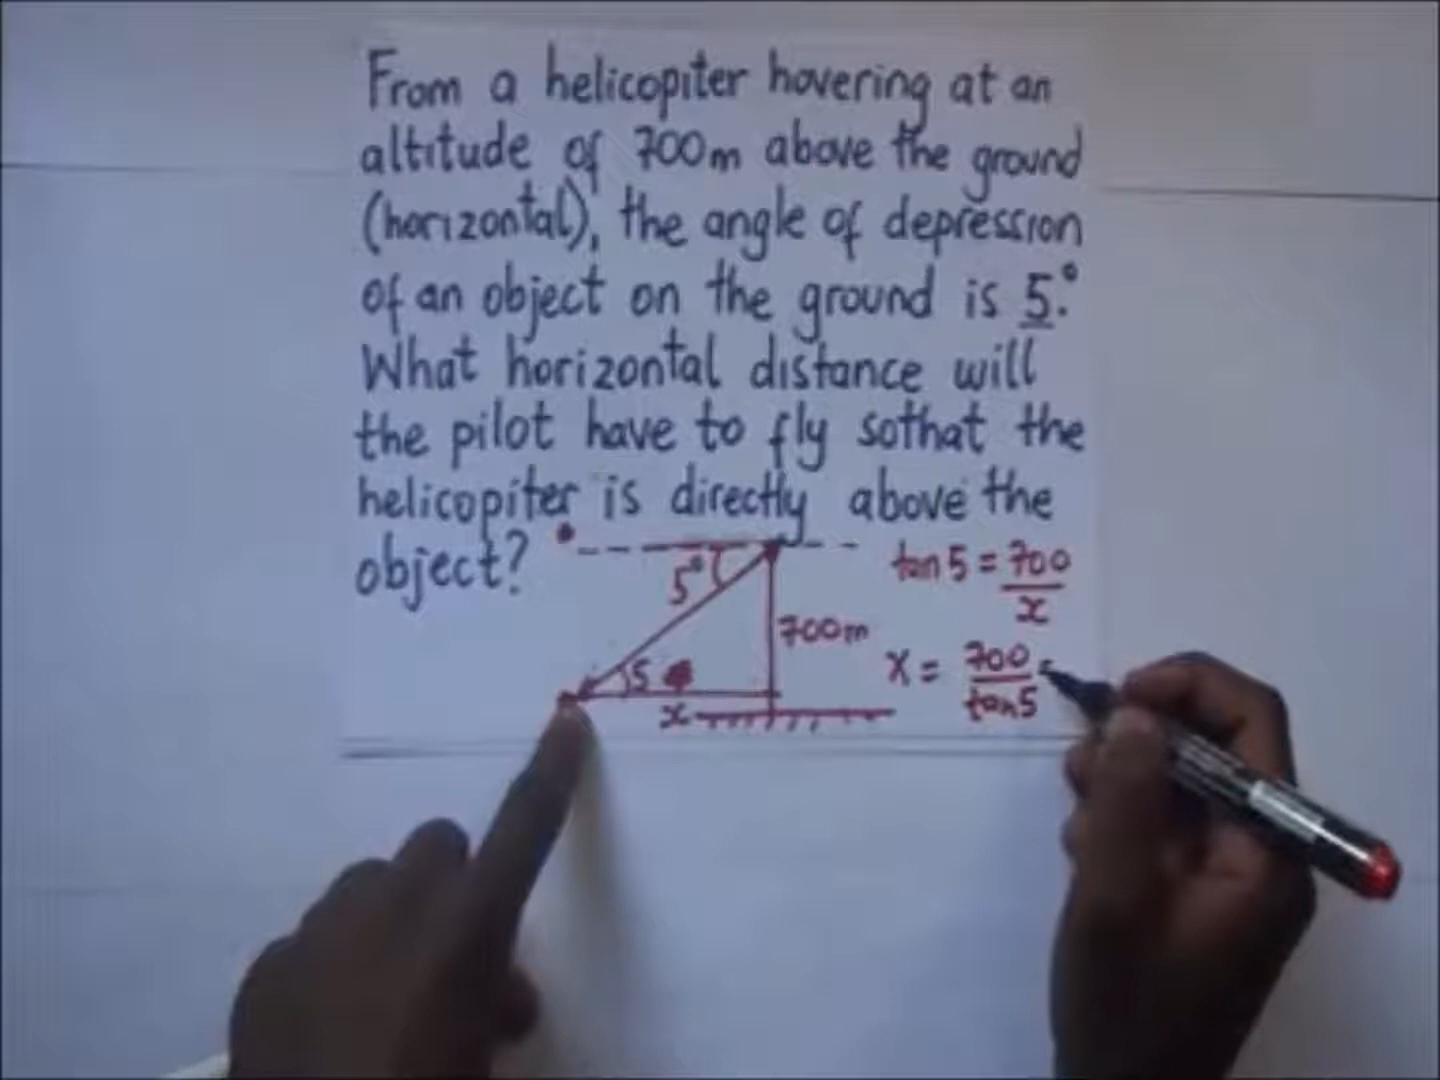 From a helicopiter hovering at an
altitude of 700m above the ground
(horizontal), the angle of depression
of an object on the ground is 5°.
What horizontal distance will
the pilot have to fly sothat the
helicopiter is directly above the
object?
5°
700m
5
x
tan5 = 700/x
x = 700/tan5 =